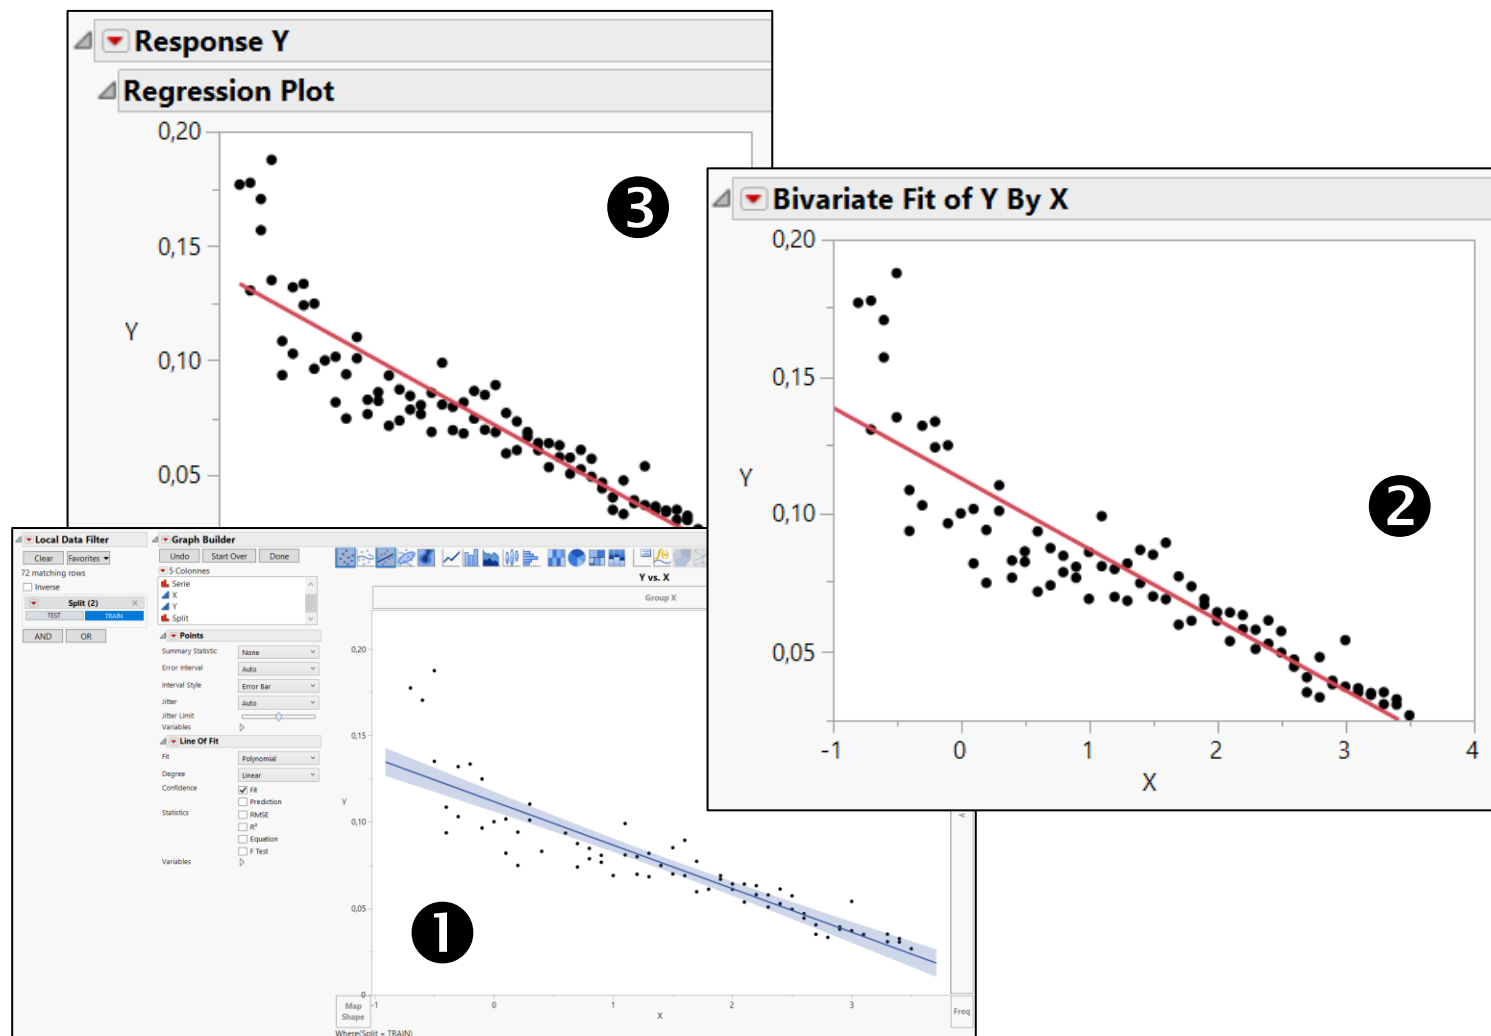 Response Y
Regression Plot
0,20
0,15
0,10
0,05
Y
3
Bivariate Fit of Y By X
0,20
0,15
0,10
0,05
Y
2
-1
0
1
2
3
4
X
Local Data Filter
Clear
Favorites
72 matching rows
Inverse
Split (2)
TEST
TRAIN
AND
OR
Graph Builder
Undo
Start Over
Done
5 Colonnes
Serie
X
Y
Split
Points
Summary Statistic
None
Error Interval
Auto
Interval Style
Error Bar
Jitter
Auto
Jitter Limit
Variables
Line Of Fit
Fit
Polynomial
Degree
Linear
Confidence
Fit
Prediction
Statistics
RMSE
R²
Equation
F Test
Variables
Y vs. X
Group X
0,20
0,15
0,10
0,05
0
Y
1
-1
0
1
2
3
X
Map
Shape
Freq
Y
Where(Split = TRAIN)